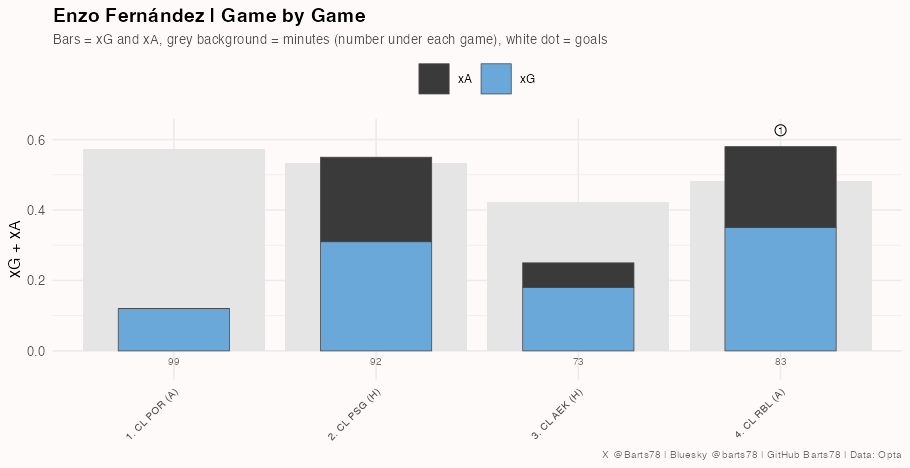 Enzo Fernández | Game by Game
Bars = xG and xA, grey background = minutes (number under each game), white dot = goals
xA xG
xG + xA
0.6
0.4
0.2
0.0
1
99 92 73 83
1. CL POR (A) 2. CL PSG (H) 3. CL AEK (H) 4. CL RBL (A)
X @Barts78 | Bluesky @barts78 | GitHub Barts78 | Data: Opta